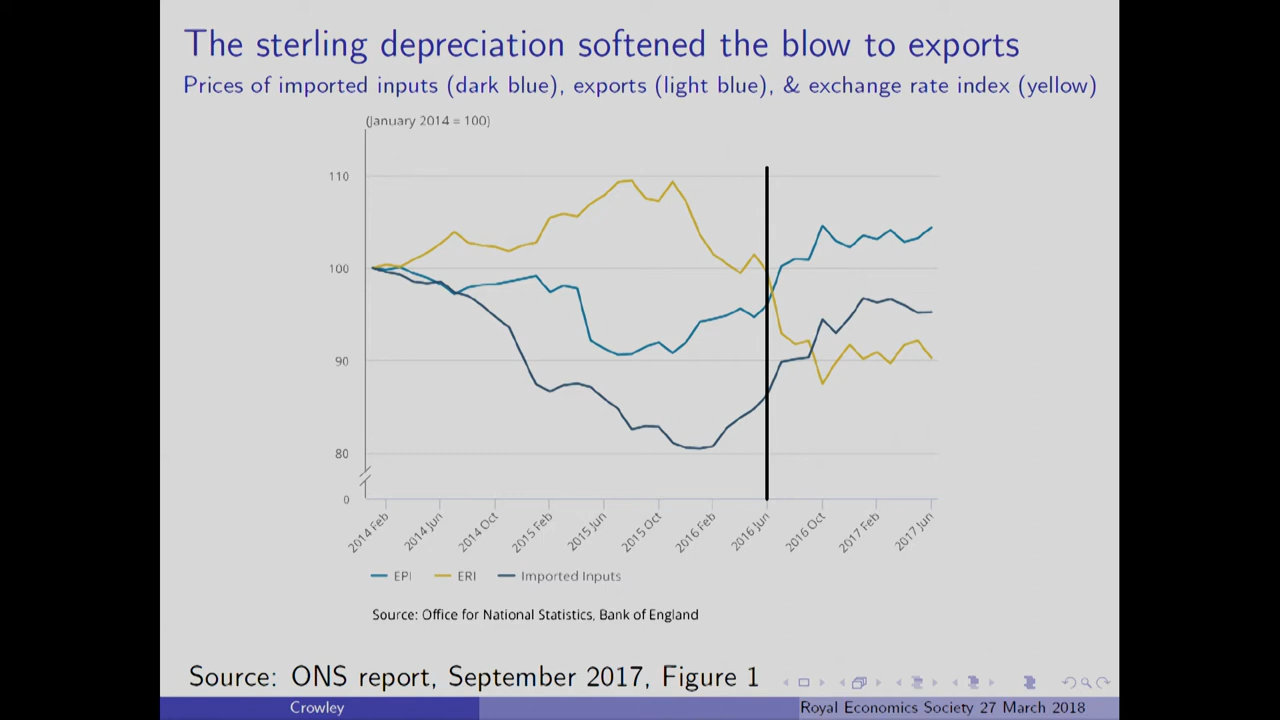 The sterling depreciation softened the blow to exports
Prices of imported inputs (dark blue), exports (light blue), & exchange rate index (yellow)
(January 2014 = 100)
110
100
90
80
0
2014 Feb
2014 Jun
2014 Oct
2015 Feb
2015 Jun
2015 Oct
2016 Feb
2016 Jun
2016 Oct
2017 Feb
2017 Jun
EPI ERI Imported Inputs
Source: Office for National Statistics, Bank of England
Source: ONS report, September 2017, Figure 1
Crowley Royal Economics Society 27 March 2018